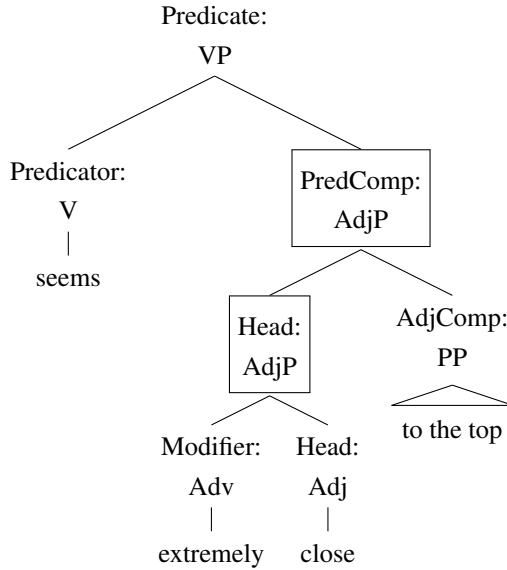 Predicate:
VP
Predicator:
V
seems
PredComp:
AdjP
Head:
AdjP
AdjComp:
PP
to the top
Modifier:
Adv
extremely
Head:
Adj
close